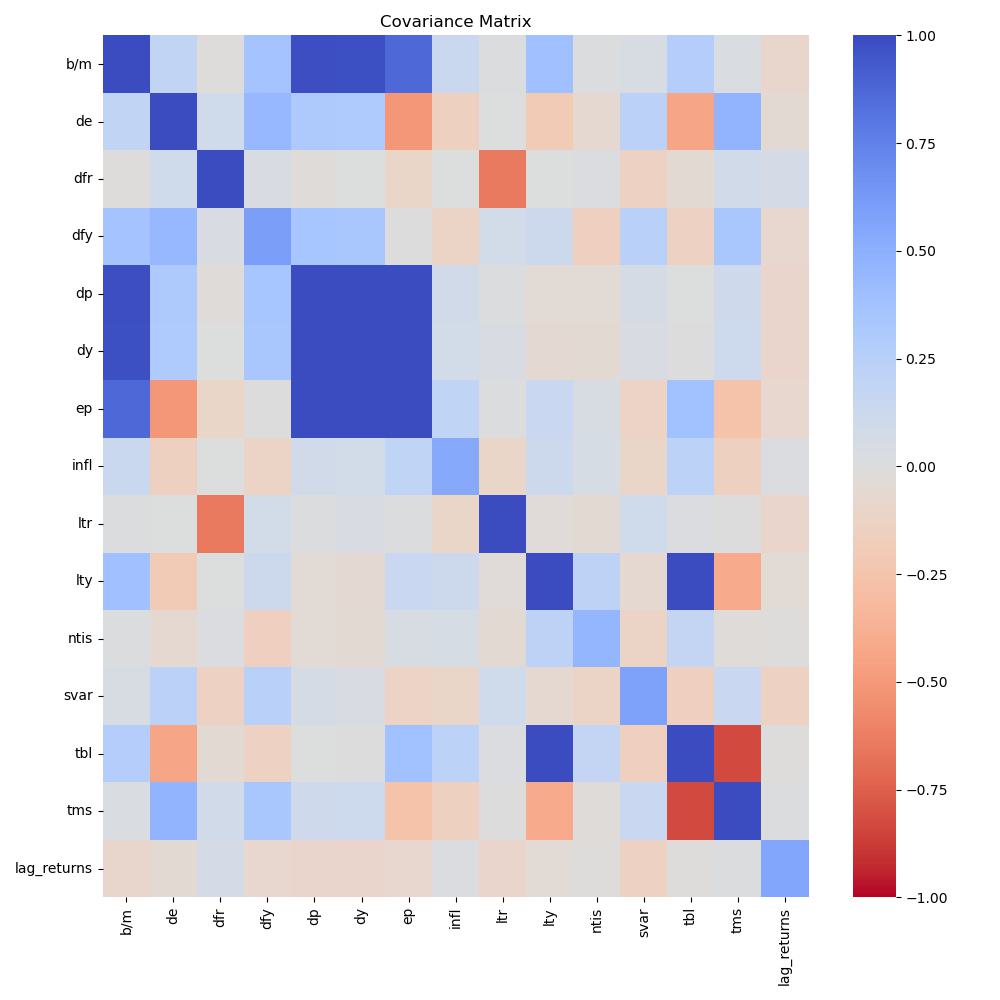 Covariance Matrix
b/m
de
dfr
dfy
dp
dy
ep
infl
ltr
lty
ntis
svar
tbl
tms
lag_returns
b/m
de
dfr
dfy
dp
dy
ep
infl
ltr
lty
ntis
svar
tbl
tms
lag_returns
1.00
0.75
0.50
0.25
0.00
−0.25
−0.50
−0.75
−1.00